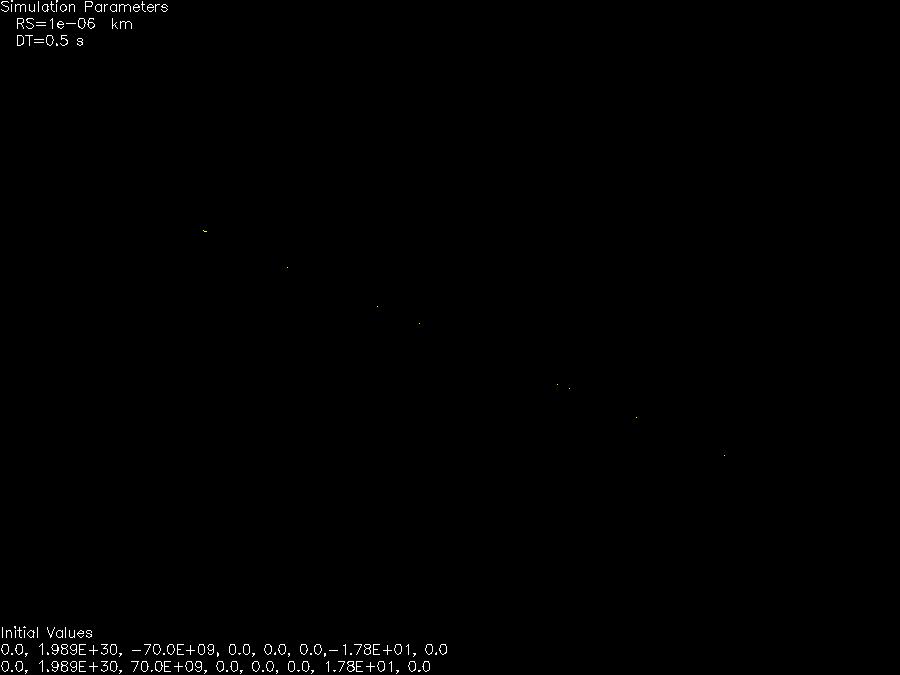 Simulation Parameters
RS=1e-06 km
DT=0.5 s
Initial Values
0.0, 1.989E+30, -70.0E+09, 0.0, 0.0, 0.0,-1.78E+01, 0.0
0.0, 1.989E+30, 70.0E+09, 0.0, 0.0, 0.0, 1.78E+01, 0.0